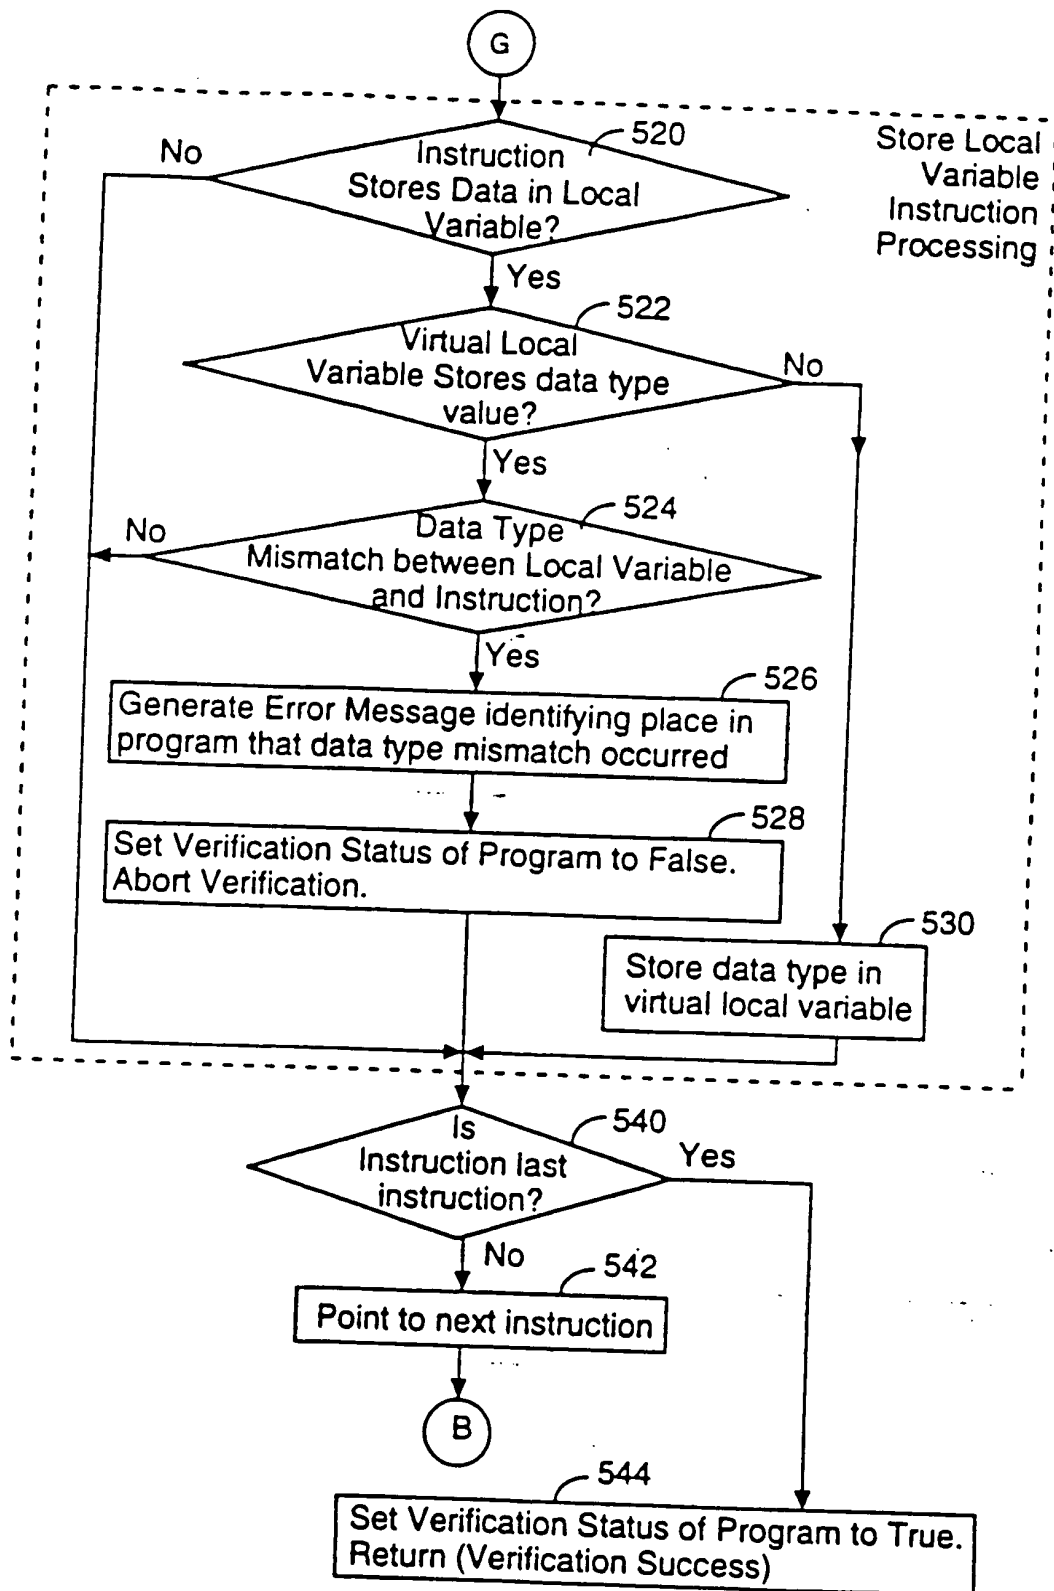 G
520
Store Local
Variable
Instruction
Processing
No
Instruction
Stores Data in Local
Variable?
Yes
522
Virtual Local
Variable Stores data type
value?
No
Yes
524
No
Data Type
Mismatch between Local Variable
and Instruction?
Yes
526
Generate Error Message identifying place in
program that data type mismatch occurred
528
Set Verification Status of Program to False.
Abort Verification.
530
Store data type in
virtual local variable
540
Is
Instruction last
instruction?
Yes
No
542
Point to next instruction
B
544
Set Verification Status of Program to True.
Return (Verification Success)